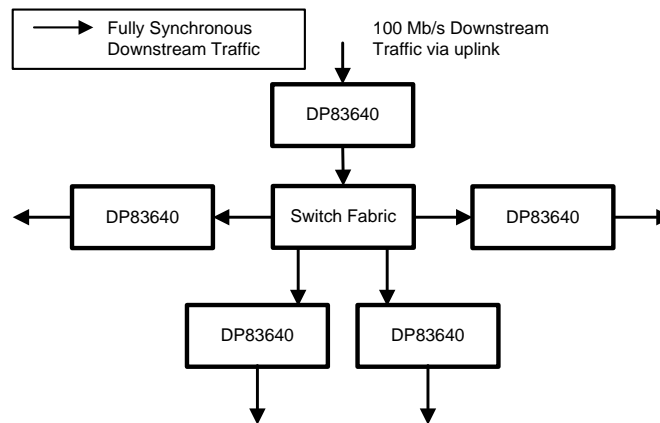 Fully Synchronous
Downstream Traffic
100 Mb/s Downstream
Traffic via uplink
DP83640
DP83640
Switch Fabric
DP83640
DP83640
DP83640